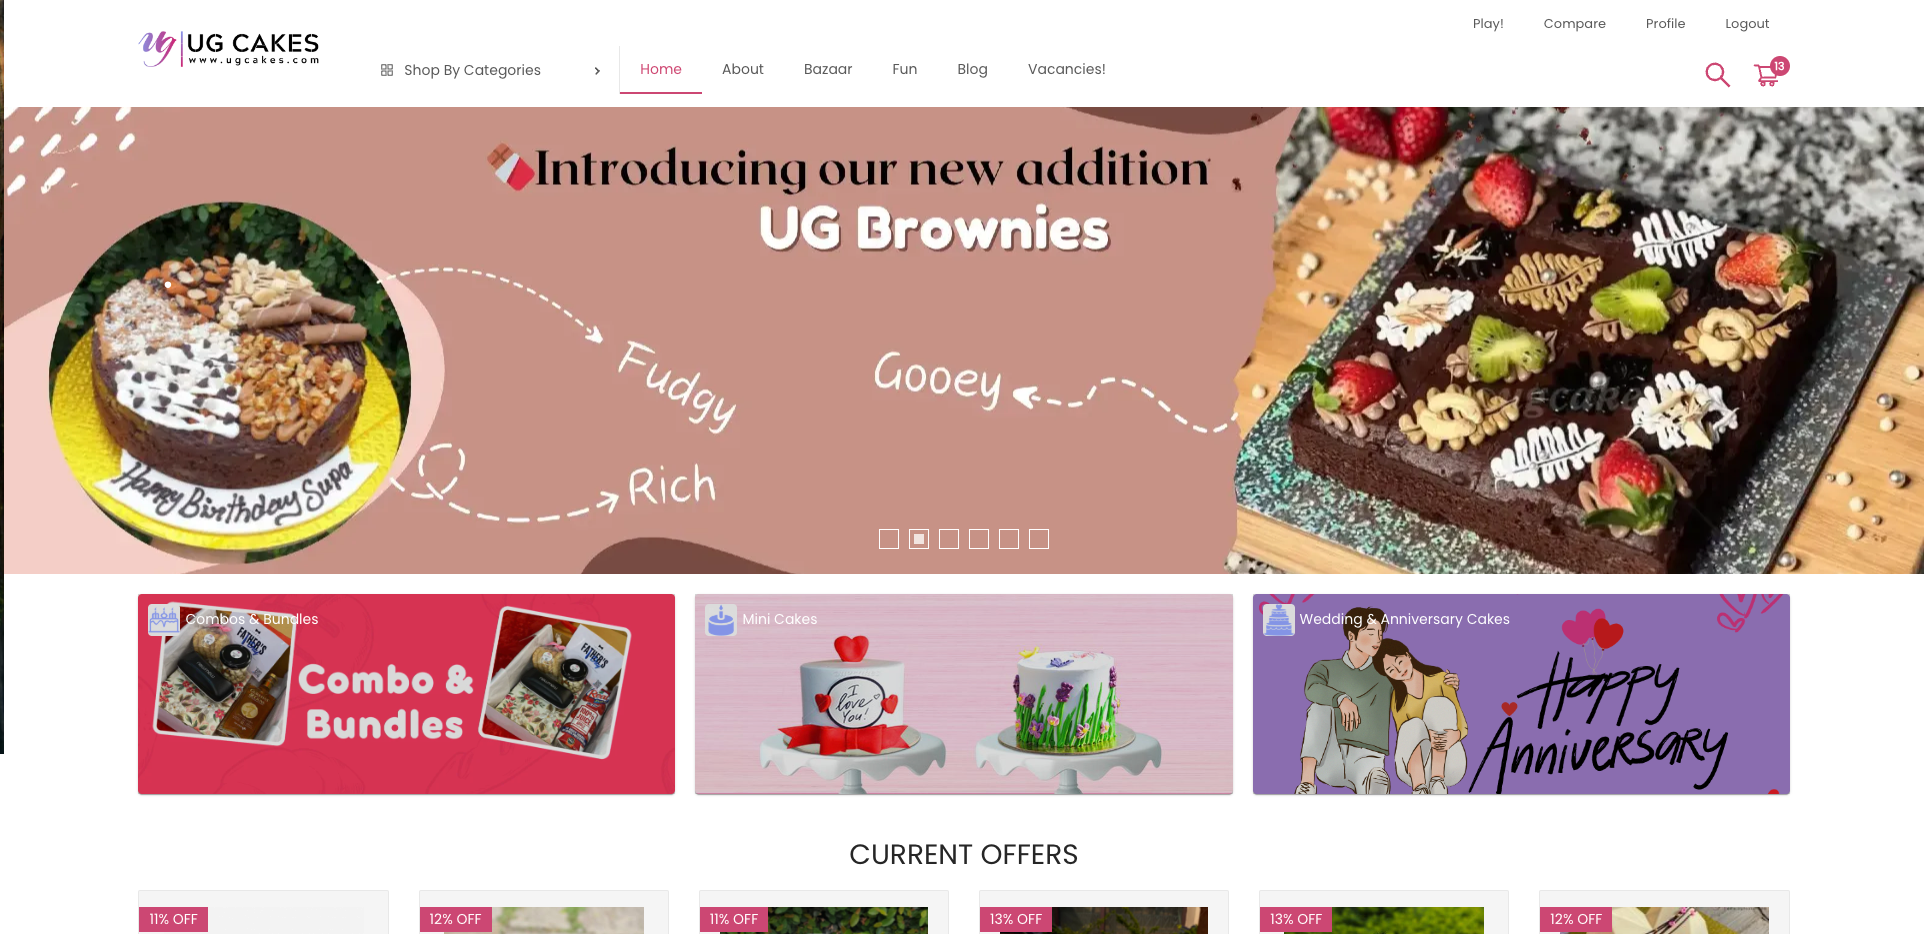 Play! Compare Profile Logout
ug UG CAKES
www.ugcakes.com
Shop By Categories
Home About Bazaar Fun Blog Vacancies!
13
Introducing our new addition
UG Brownies
Fudgy
Gooey
Rich
Happy Birthday Supa
ugcake
Combos & Bundles
FATHER'S
FATHER'S
Combo &
Bundles
Mini Cakes
I
love
You!
Wedding & Anniversary Cakes
Happy
Anniversary
CURRENT OFFERS
11% OFF
12% OFF
11% OFF
13% OFF
13% OFF
12% OFF